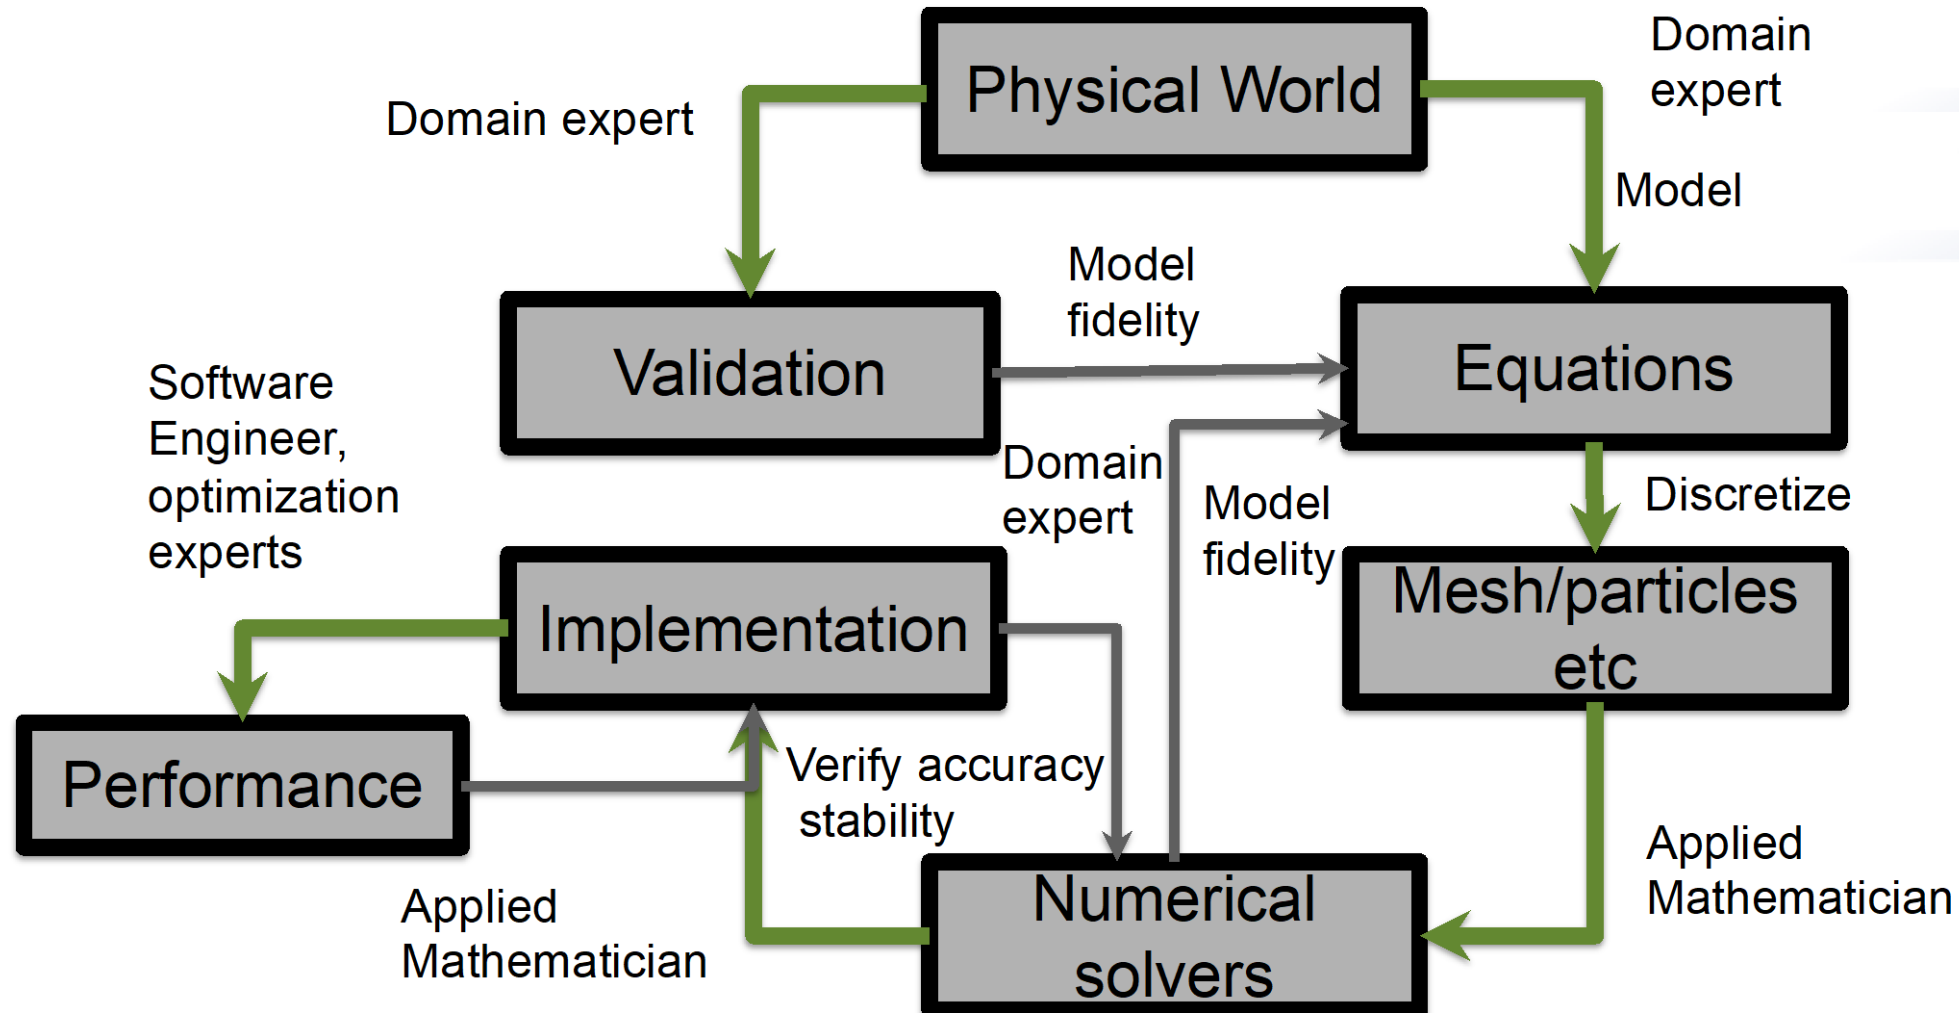 Physical World
Domain
expert
Domain expert
Model
Model
fidelity
Validation
Equations
Software
Engineer,
optimization
experts
Domain
expert
Model
fidelity
Discretize
Implementation
Mesh/particles
etc
Performance
Verify accuracy
stability
Applied
Mathematician
Numerical
solvers
Applied
Mathematician